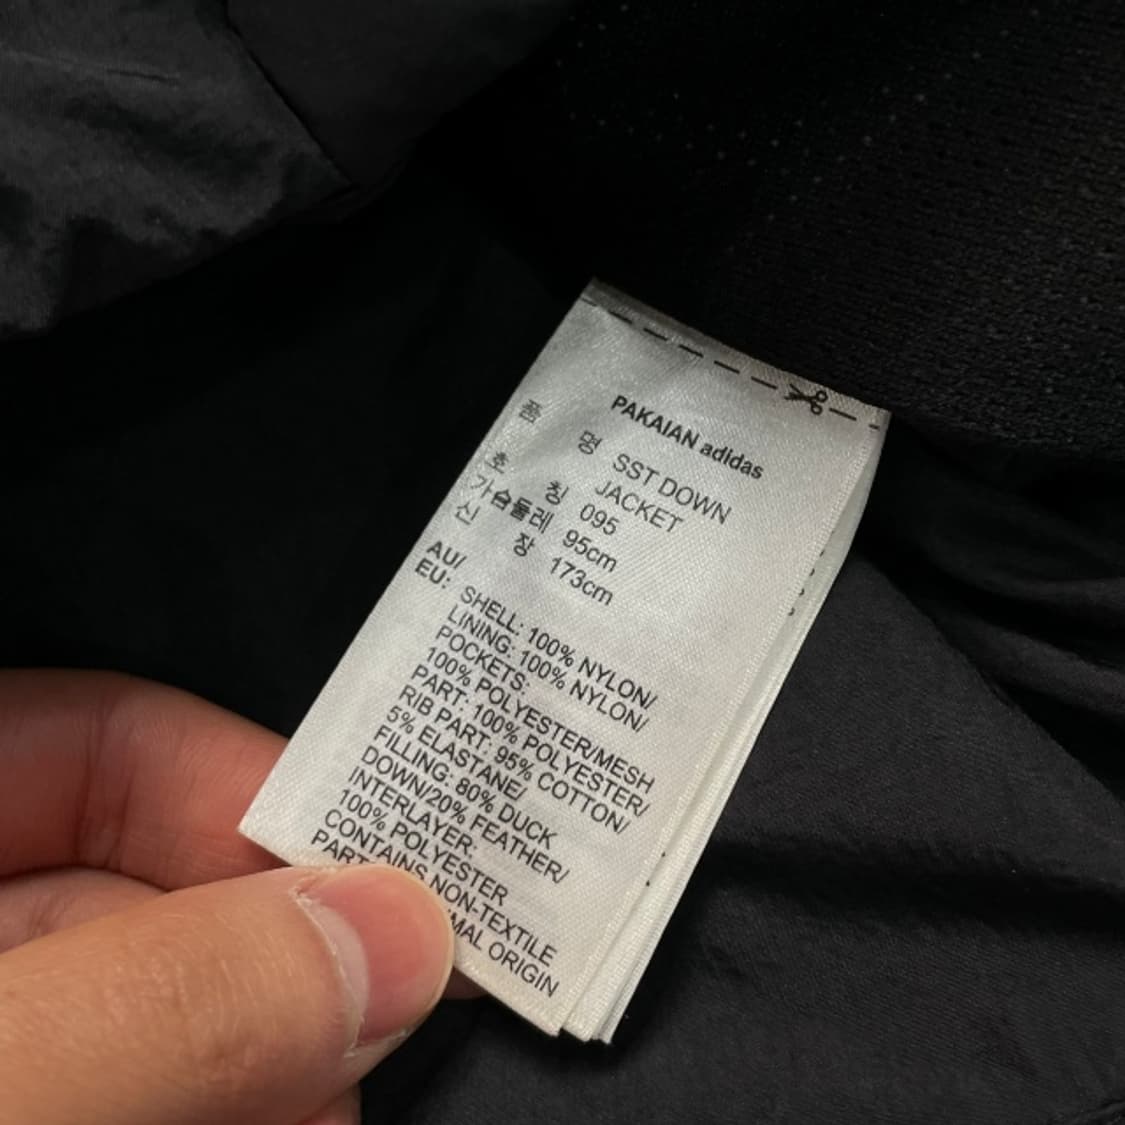 PAKAIAN adidas
품 명 SST DOWN
JACKET
호 칭 095
가슴둘레 95cm
신 장 173cm
AU/
EU: SHELL: 100% NYLON/
LINING: 100% NYLON/
POCKETS:
100% POLYESTER/MESH
PART: 100% POLYESTER/
RIB PART: 95% COTTON/
5% ELASTANE/
FILLING: 80% DUCK
DOWN/20% FEATHER/
INTERLAYER:
100% POLYESTER
CONTAINS NON-TEXTILE
ORIGIN